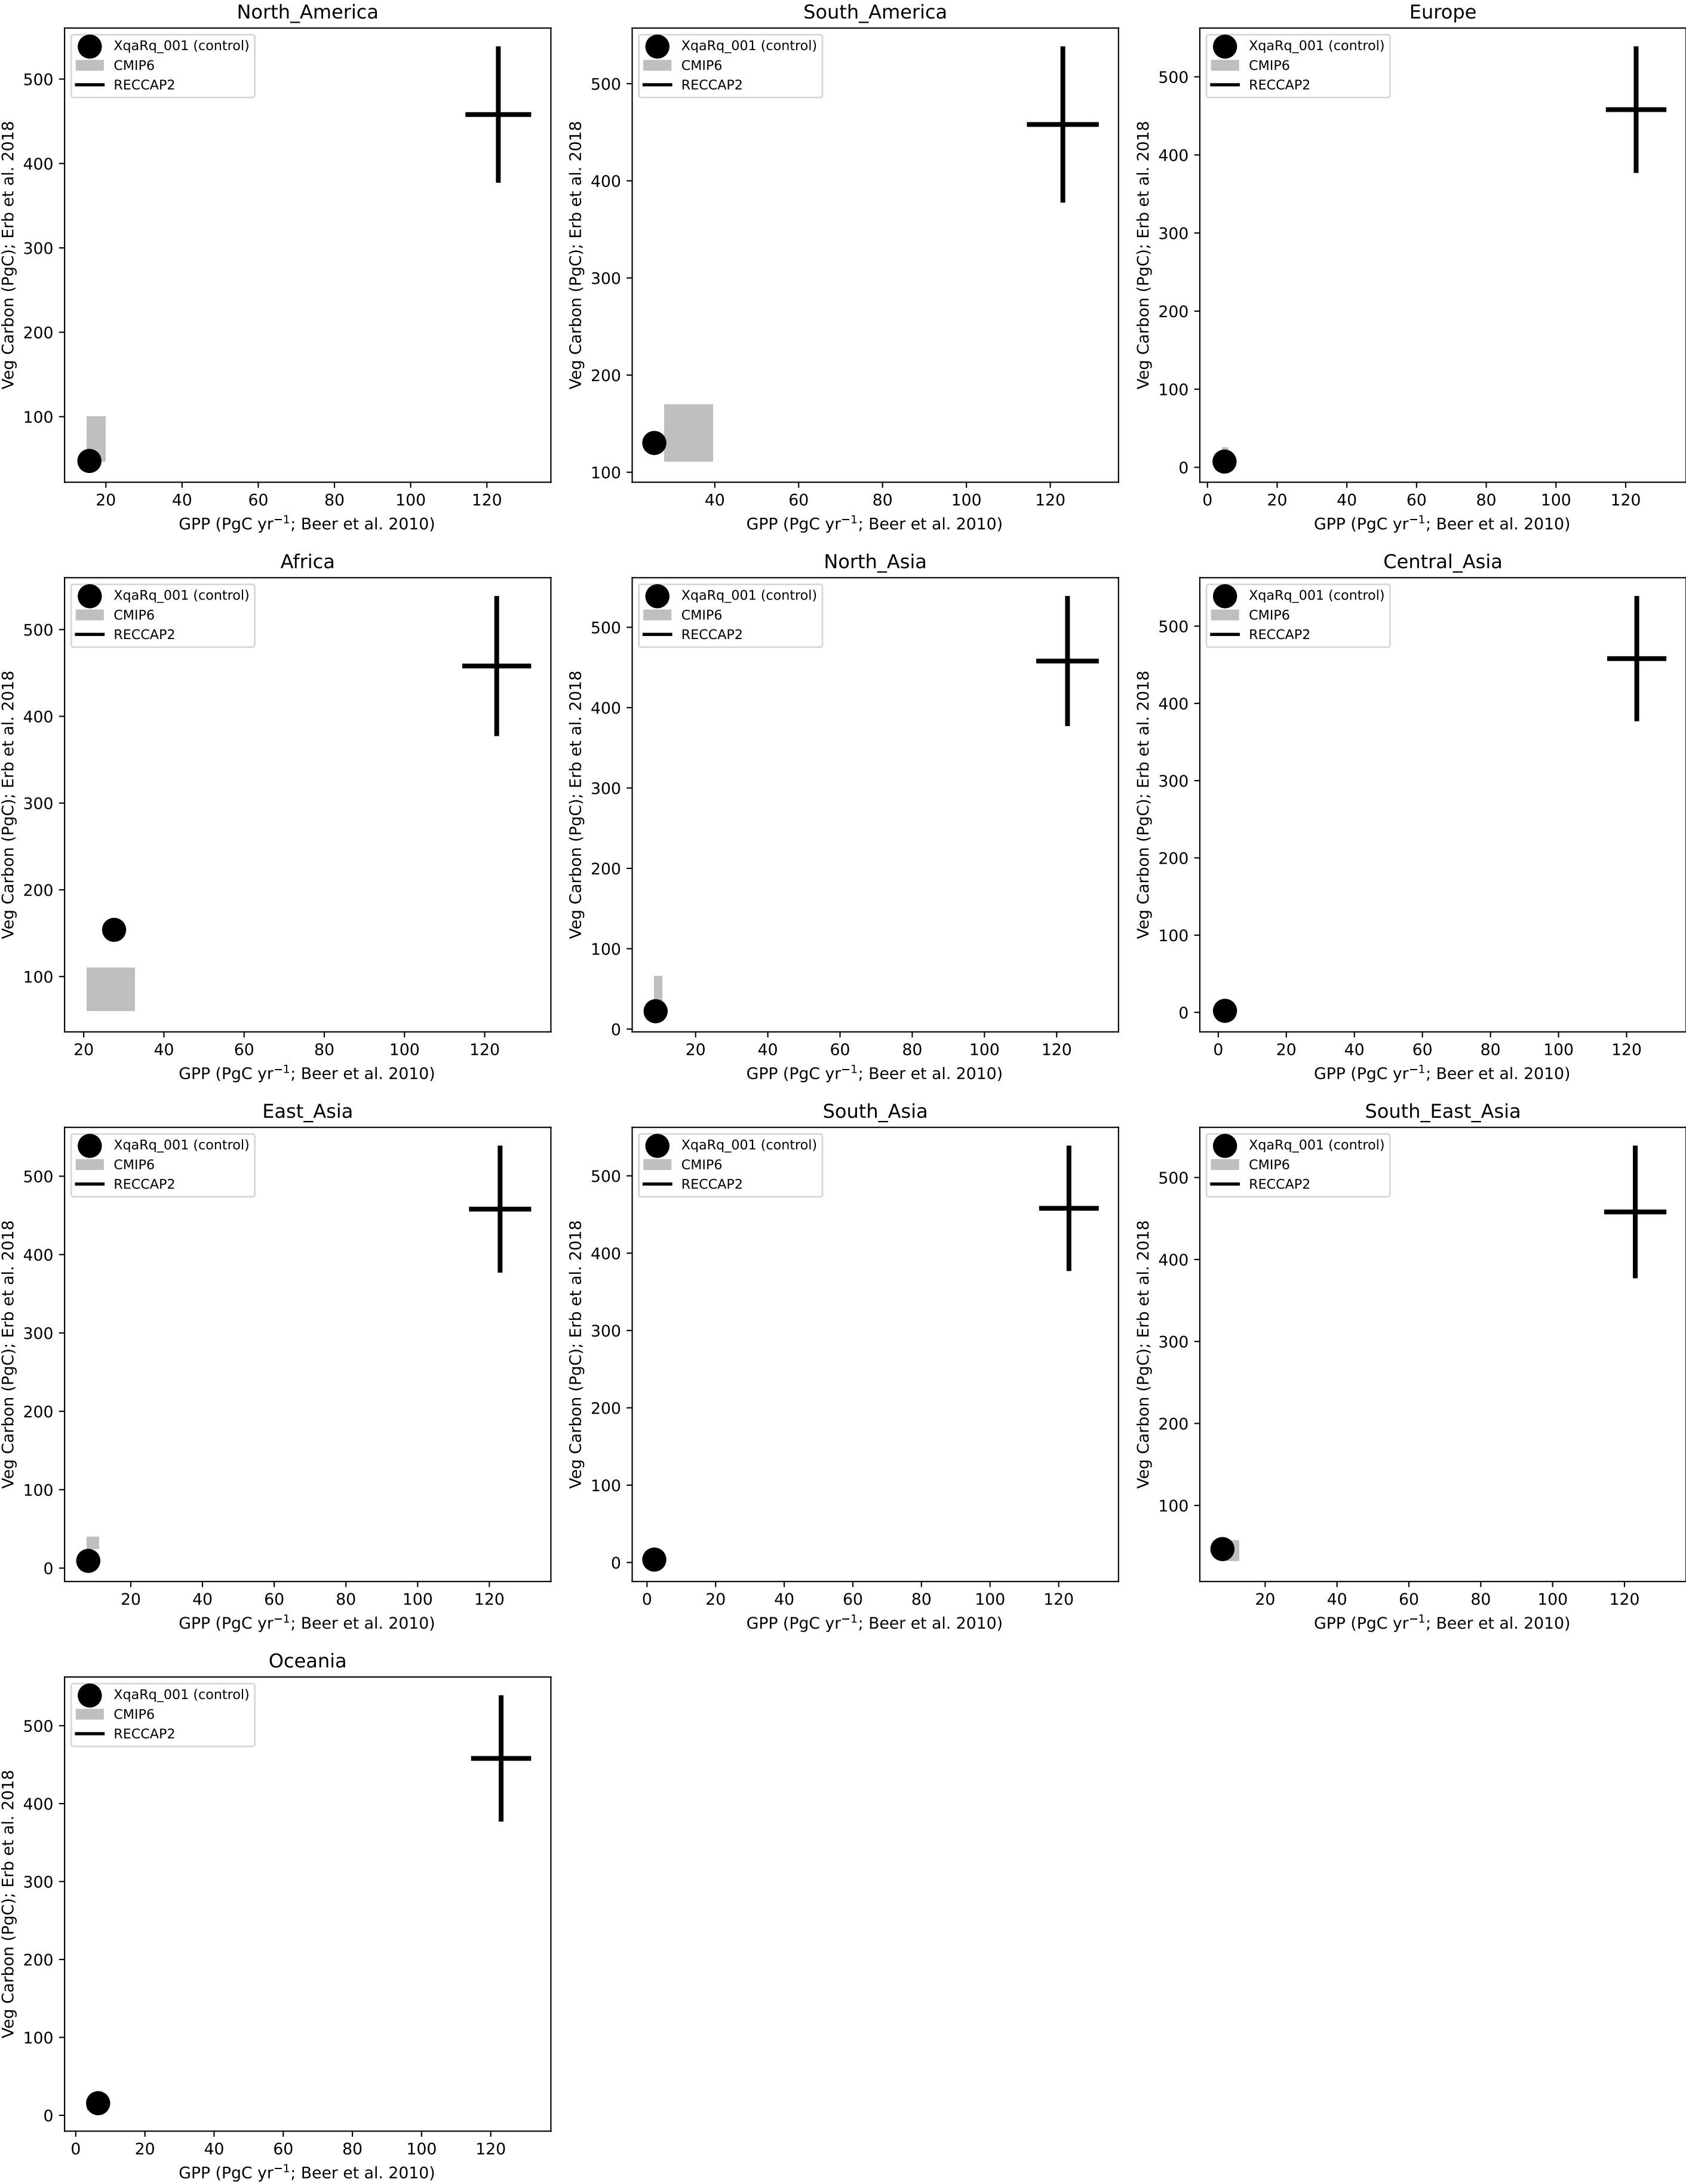 North_America
XqaRq_001 (control)
CMIP6
RECCAP2
Veg Carbon (PgC); Erb et al. 2018
500
400
300
200
100
20 40 60 80 100 120
GPP (PgC yr⁻¹; Beer et al. 2010)
South_America
XqaRq_001 (control)
CMIP6
RECCAP2
Veg Carbon (PgC); Erb et al. 2018
500
400
300
200
100
40 60 80 100 120
GPP (PgC yr⁻¹; Beer et al. 2010)
Europe
XqaRq_001 (control)
CMIP6
RECCAP2
Veg Carbon (PgC); Erb et al. 2018
500
400
300
200
100
0
0 20 40 60 80 100 120
GPP (PgC yr⁻¹; Beer et al. 2010)
Africa
XqaRq_001 (control)
CMIP6
RECCAP2
Veg Carbon (PgC); Erb et al. 2018
500
400
300
200
100
20 40 60 80 100 120
GPP (PgC yr⁻¹; Beer et al. 2010)
North_Asia
XqaRq_001 (control)
CMIP6
RECCAP2
Veg Carbon (PgC); Erb et al. 2018
500
400
300
200
100
0
20 40 60 80 100 120
GPP (PgC yr⁻¹; Beer et al. 2010)
Central_Asia
XqaRq_001 (control)
CMIP6
RECCAP2
Veg Carbon (PgC); Erb et al. 2018
500
400
300
200
100
0
0 20 40 60 80 100 120
GPP (PgC yr⁻¹; Beer et al. 2010)
East_Asia
XqaRq_001 (control)
CMIP6
RECCAP2
Veg Carbon (PgC); Erb et al. 2018
500
400
300
200
100
0
20 40 60 80 100 120
GPP (PgC yr⁻¹; Beer et al. 2010)
South_Asia
XqaRq_001 (control)
CMIP6
RECCAP2
Veg Carbon (PgC); Erb et al. 2018
500
400
300
200
100
0
0 20 40 60 80 100 120
GPP (PgC yr⁻¹; Beer et al. 2010)
South_East_Asia
XqaRq_001 (control)
CMIP6
RECCAP2
Veg Carbon (PgC); Erb et al. 2018
500
400
300
200
100
20 40 60 80 100 120
GPP (PgC yr⁻¹; Beer et al. 2010)
Oceania
XqaRq_001 (control)
CMIP6
RECCAP2
Veg Carbon (PgC); Erb et al. 2018
500
400
300
200
100
0
0 20 40 60 80 100 120
GPP (PgC yr⁻¹; Beer et al. 2010)